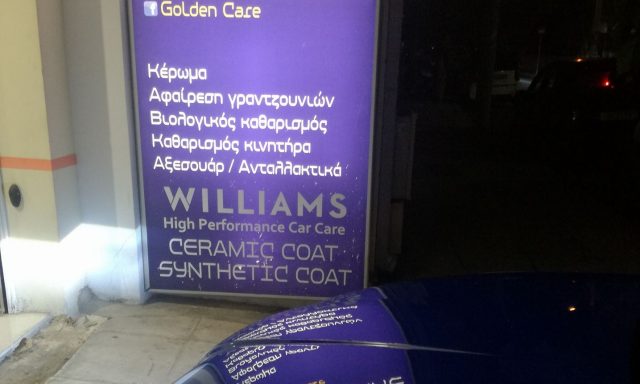 Golden Care
Κέρωμα
Αφαίρεση γραντζουνιών
Βιολογικός καθαρισμός
Καθαρισμός κινητήρα
Αξεσουάρ / Ανταλλακτικά
WILLIAMS
High Performance Car Care
CERAMIC COAT
SYNTHETIC COAT